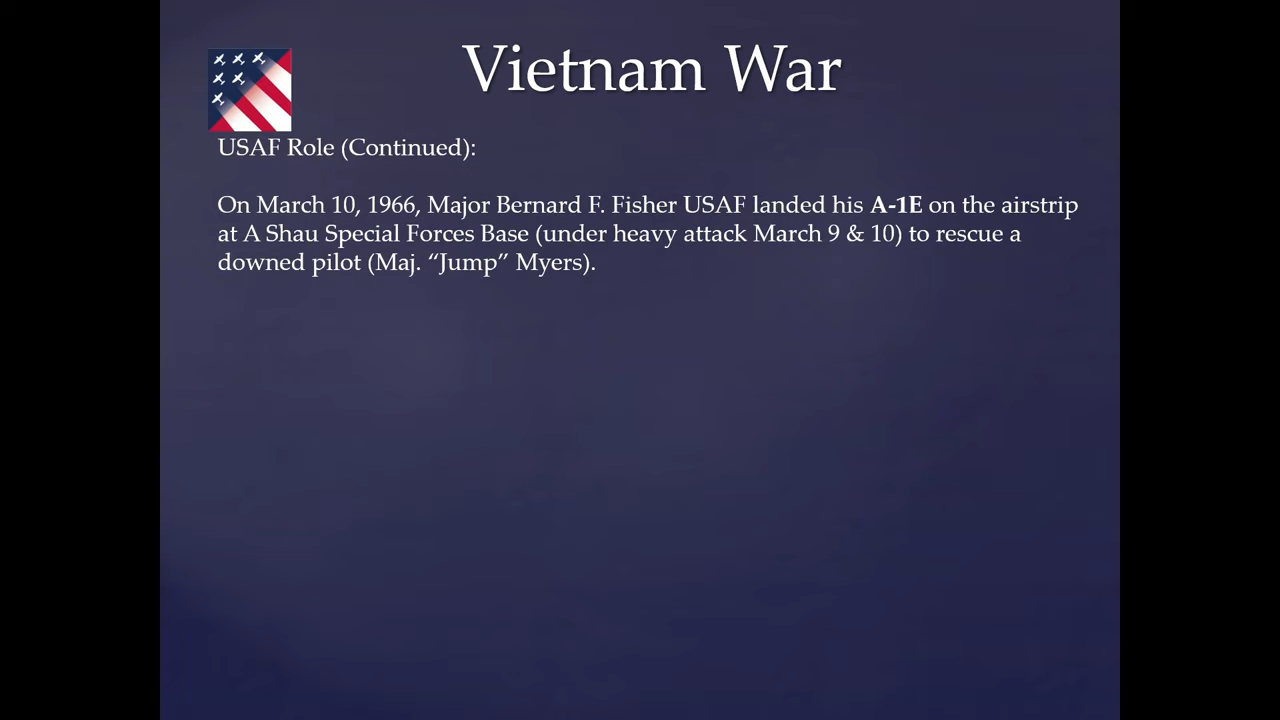 Vietnam War
USAF Role (Continued):
On March 10, 1966, Major Bernard F. Fisher USAF landed his A-1E on the airstrip
at A Shau Special Forces Base (under heavy attack March 9 & 10) to rescue a
downed pilot (Maj. “Jump” Myers).